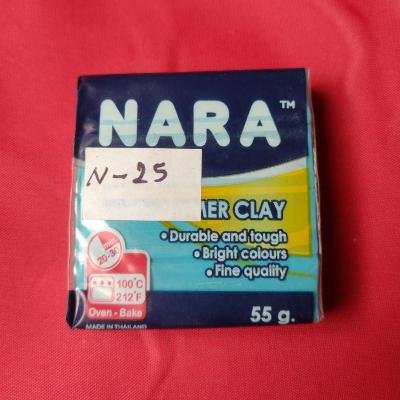 NARA™
N-25
MER CLAY
• Durable and tough
• Bright colours
• Fine quality
20-30
100°C
212°F
Oven - Bake
55 g.
MADE IN THAILAND